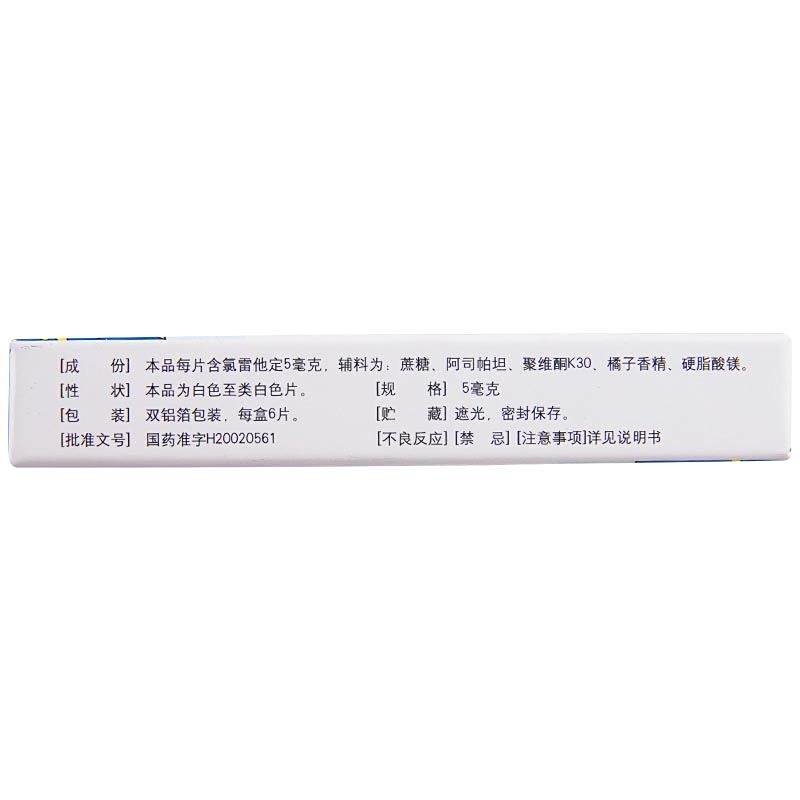 [成 份] 本品每片含氯雷他定5毫克，辅料为：蔗糖、阿司帕坦、聚维酮K30、橘子香精、硬脂酸镁。
[性 状] 本品为白色至类白色片。 [规 格] 5毫克
[包 装] 双铝箔包装，每盒6片。 [贮 藏] 遮光，密封保存。
[批准文号] 国药准字H20020561 [不良反应] [禁 忌] [注意事项]详见说明书